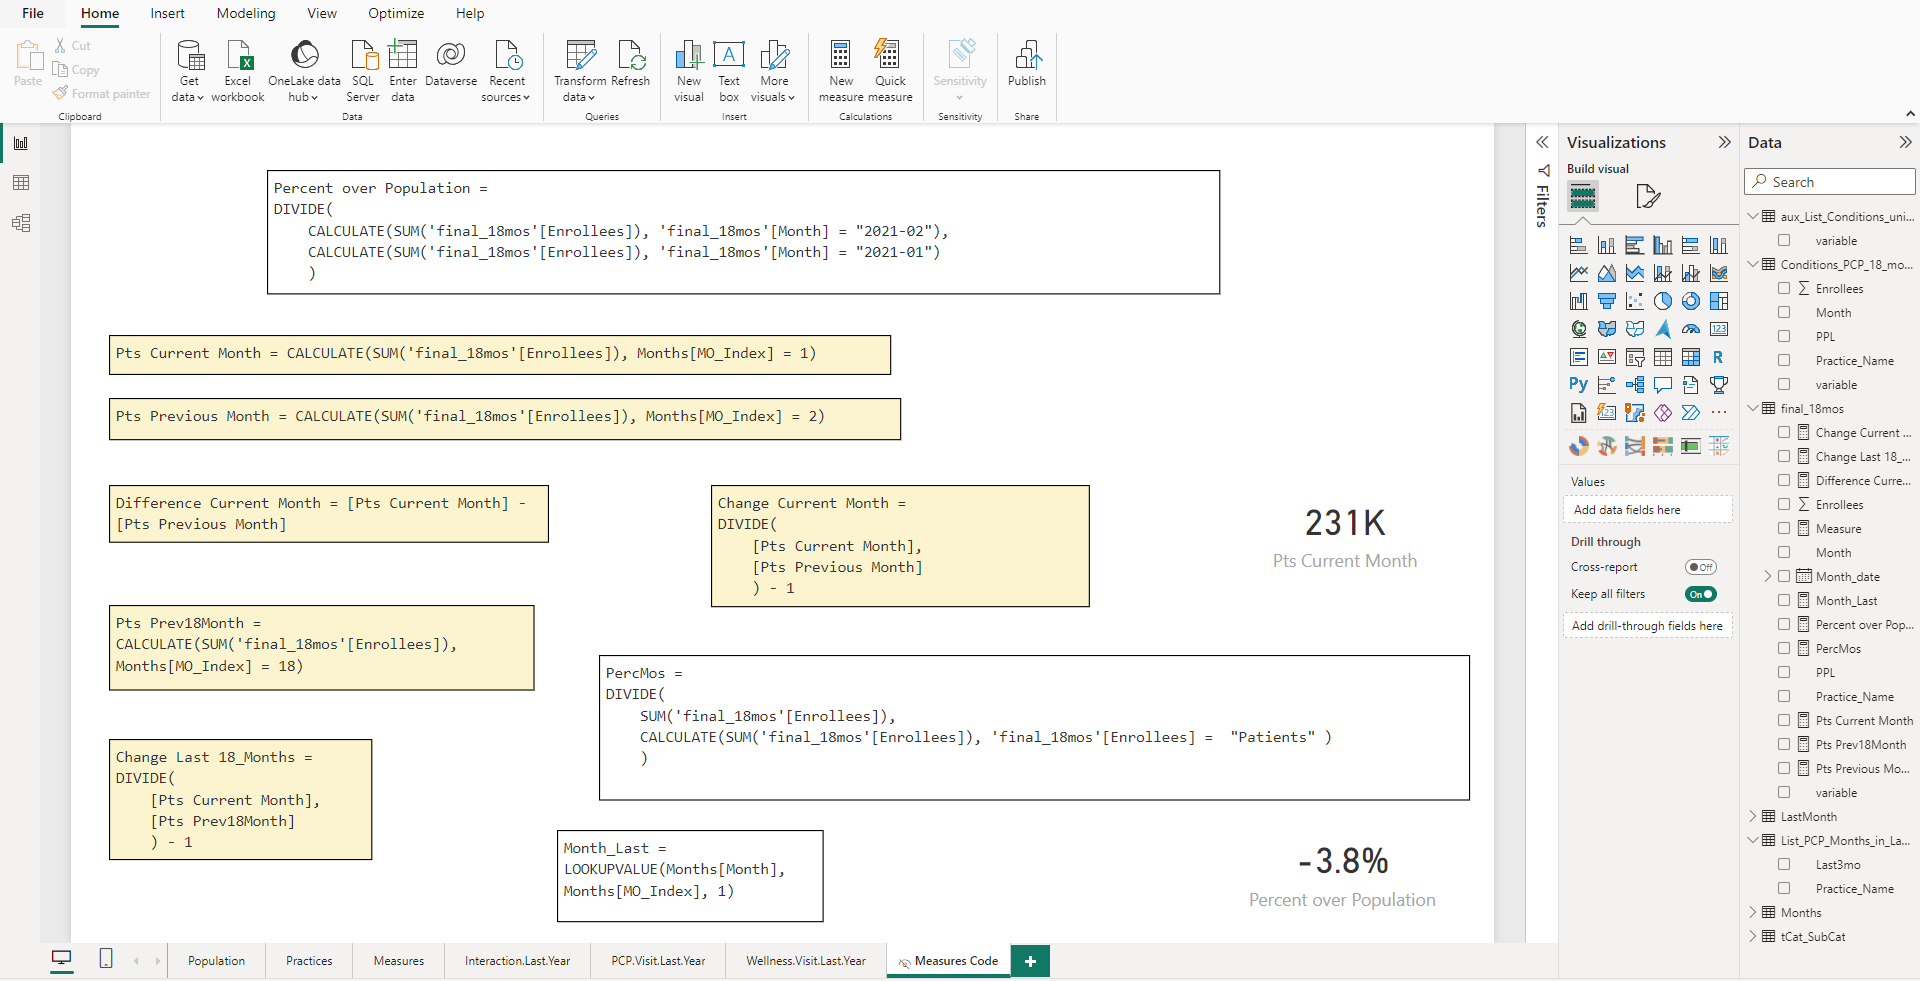 File Home Insert Modeling View Optimize Help
Paste
Cut
Copy
Format painter
Clipboard
Get data
Excel workbook
OneLake data hub
SQL Server
Enter data
Dataverse
Recent sources
Data
Transform data
Refresh
Queries
New visual
A
Text box
More visuals
Insert
New measure
Quick measure
Calculations
Sensitivity
Sensitivity
Publish
Share
Percent over Population =
DIVIDE(
CALCULATE(SUM('final_18mos'[Enrollees]), 'final_18mos'[Month] = "2021-02"),
CALCULATE(SUM('final_18mos'[Enrollees]), 'final_18mos'[Month] = "2021-01")
)
Pts Current Month = CALCULATE(SUM('final_18mos'[Enrollees]), Months[MO_Index] = 1)
Pts Previous Month = CALCULATE(SUM('final_18mos'[Enrollees]), Months[MO_Index] = 2)
Difference Current Month = [Pts Current Month] -
[Pts Previous Month]
Change Current Month =
DIVIDE(
[Pts Current Month],
[Pts Previous Month]
) - 1
231K
Pts Current Month
Pts Prev18Month =
CALCULATE(SUM('final_18mos'[Enrollees]),
Months[MO_Index] = 18)
PercMos =
DIVIDE(
SUM('final_18mos'[Enrollees]),
CALCULATE(SUM('final_18mos'[Enrollees]), 'final_18mos'[Enrollees] =  "Patients" )
)
Change Last 18_Months =
DIVIDE(
[Pts Current Month],
[Pts Prev18Month]
) - 1
Month_Last =
LOOKUPVALUE(Months[Month],
Months[MO_Index], 1)
-3.8%
Percent over Population
Population
Practices
Measures
Interaction.Last.Year
PCP.Visit.Last.Year
Wellness.Visit.Last.Year
Measures Code
+
Filters
Visualizations
Build visual
123
R
Py
123
...
Values
Add data fields here
Drill through
Cross-report Off
Keep all filters On
Add drill-through fields here
Data
Search
aux_List_Conditions_uni...
variable
Conditions_PCP_18_mo...
Enrollees
Month
PPL
Practice_Name
variable
final_18mos
Change Current ...
Change Last 18_...
Difference Curre...
Enrollees
Measure
Month
Month_date
Month_Last
Percent over Pop...
PercMos
PPL
Practice_Name
Pts Current Month
Pts Prev18Month
Pts Previous Mo...
variable
LastMonth
List_PCP_Months_in_La...
Last3mo
Practice_Name
Months
tCat_SubCat